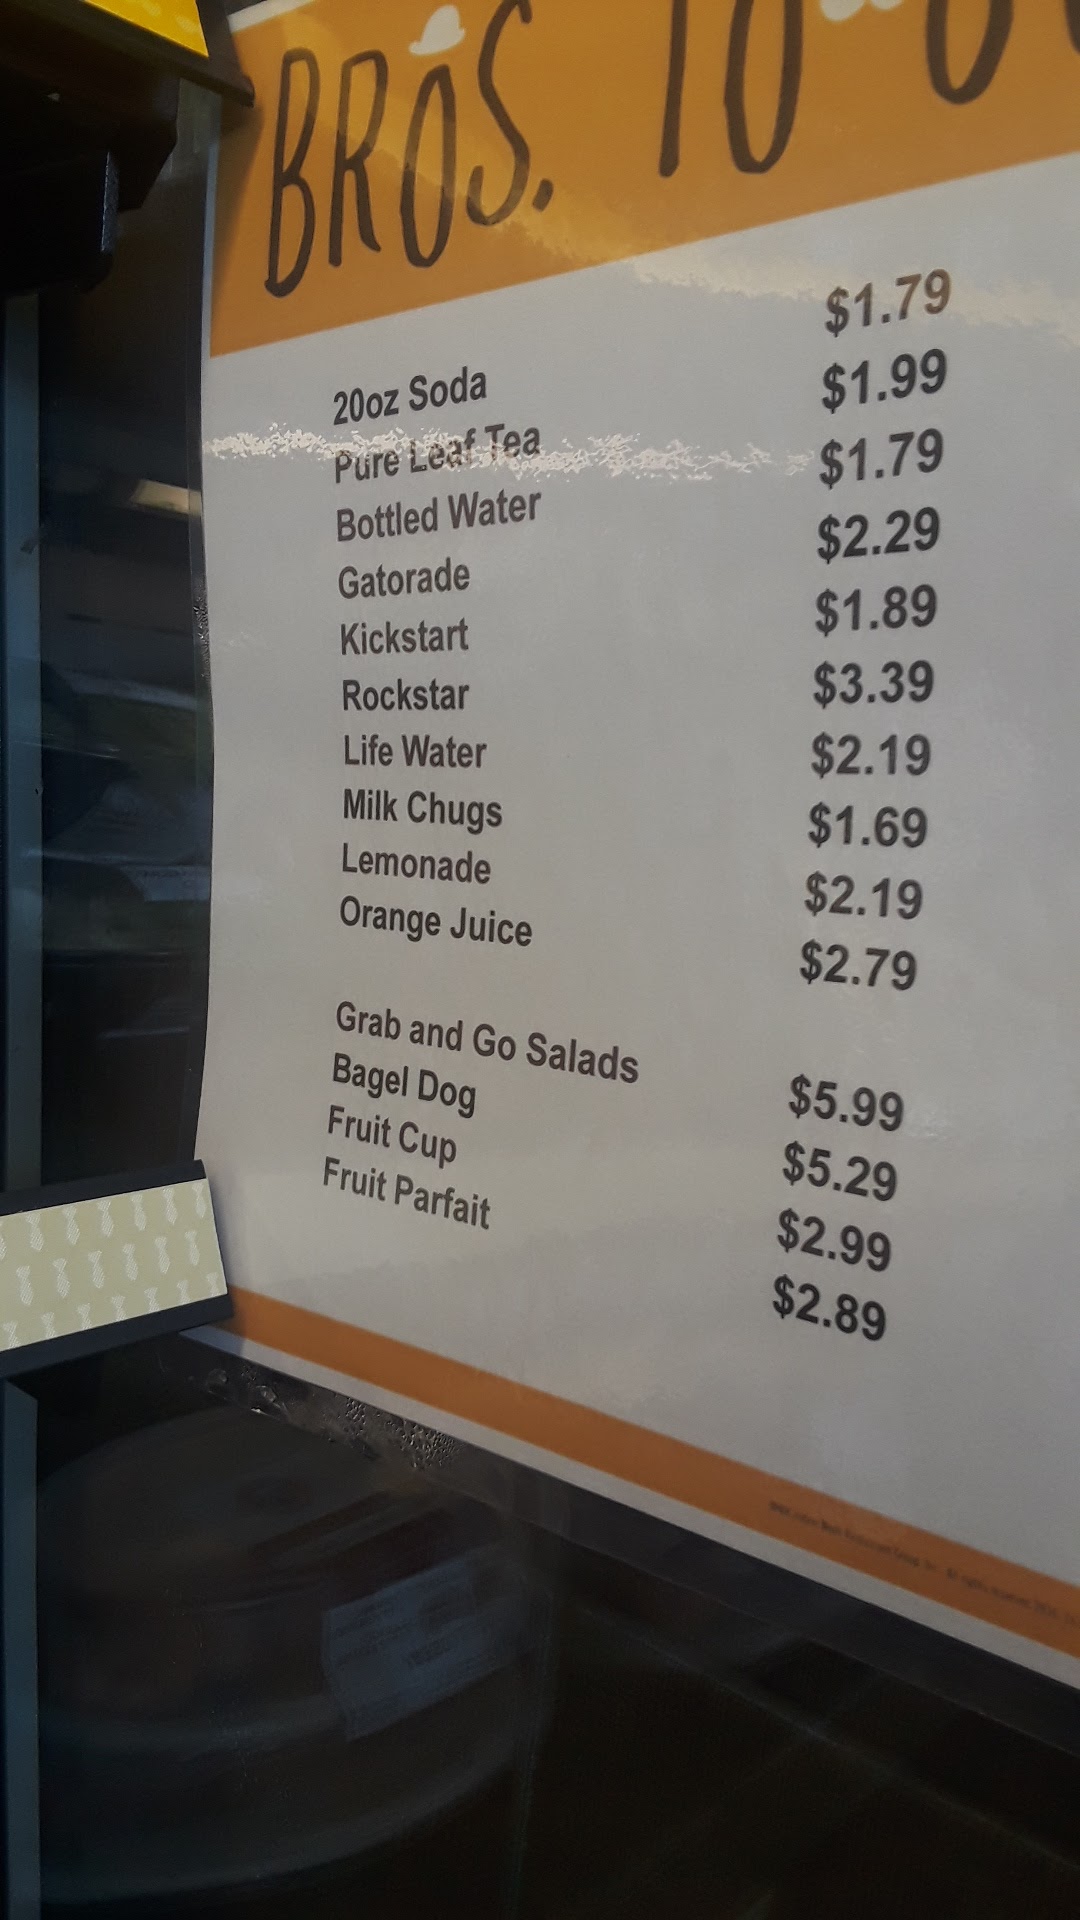 BROS. TO
20oz Soda $1.79
Pure Leaf Tea $1.99
Bottled Water $1.79
Gatorade $2.29
Kickstart $1.89
Rockstar $3.39
Life Water $2.19
Milk Chugs $1.69
Lemonade $2.19
Orange Juice $2.79
Grab and Go Salads $5.99
Bagel Dog $5.29
Fruit Cup $2.99
Fruit Parfait $2.89